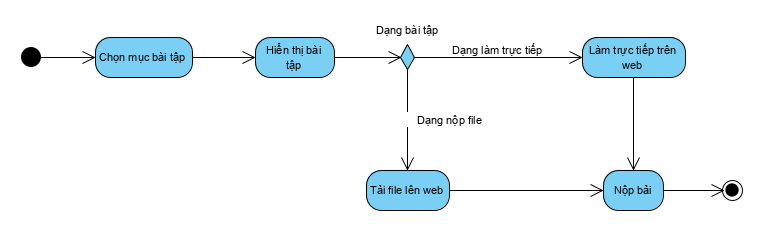 Dạng bài tập
Chọn mục bài tập
Hiển thị bài
tập
Dạng làm trực tiếp
Làm trực tiếp trên
web
Dạng nộp file
Tải file lên web
Nộp bài